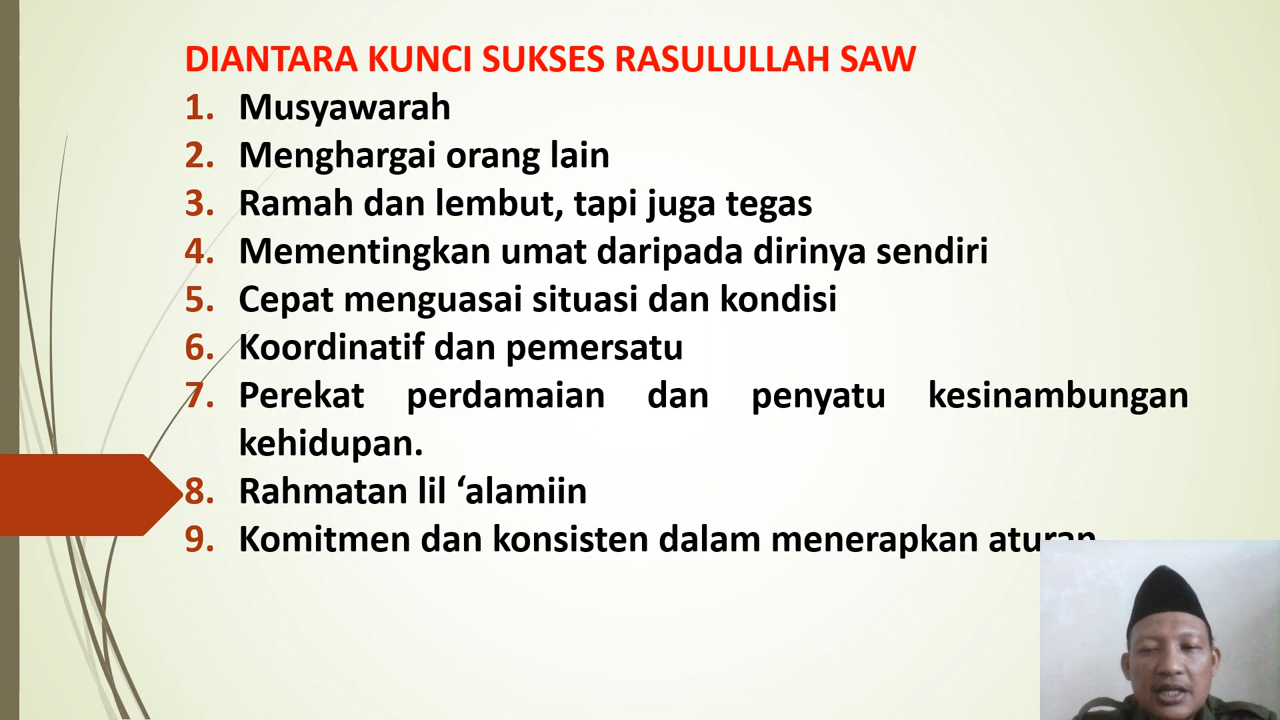 DIANTARA KUNCI SUKSES RASULULLAH SAW
1. Musyawarah
2. Menghargai orang lain
3. Ramah dan lembut, tapi juga tegas
4. Mementingkan umat daripada dirinya sendiri
5. Cepat menguasai situasi dan kondisi
6. Koordinatif dan pemersatu
7. Perekat perdamaian dan penyatu kesinambungan
kehidupan.
8. Rahmatan lil ‘alamiin
9. Komitmen dan konsisten dalam menerapkan aturan